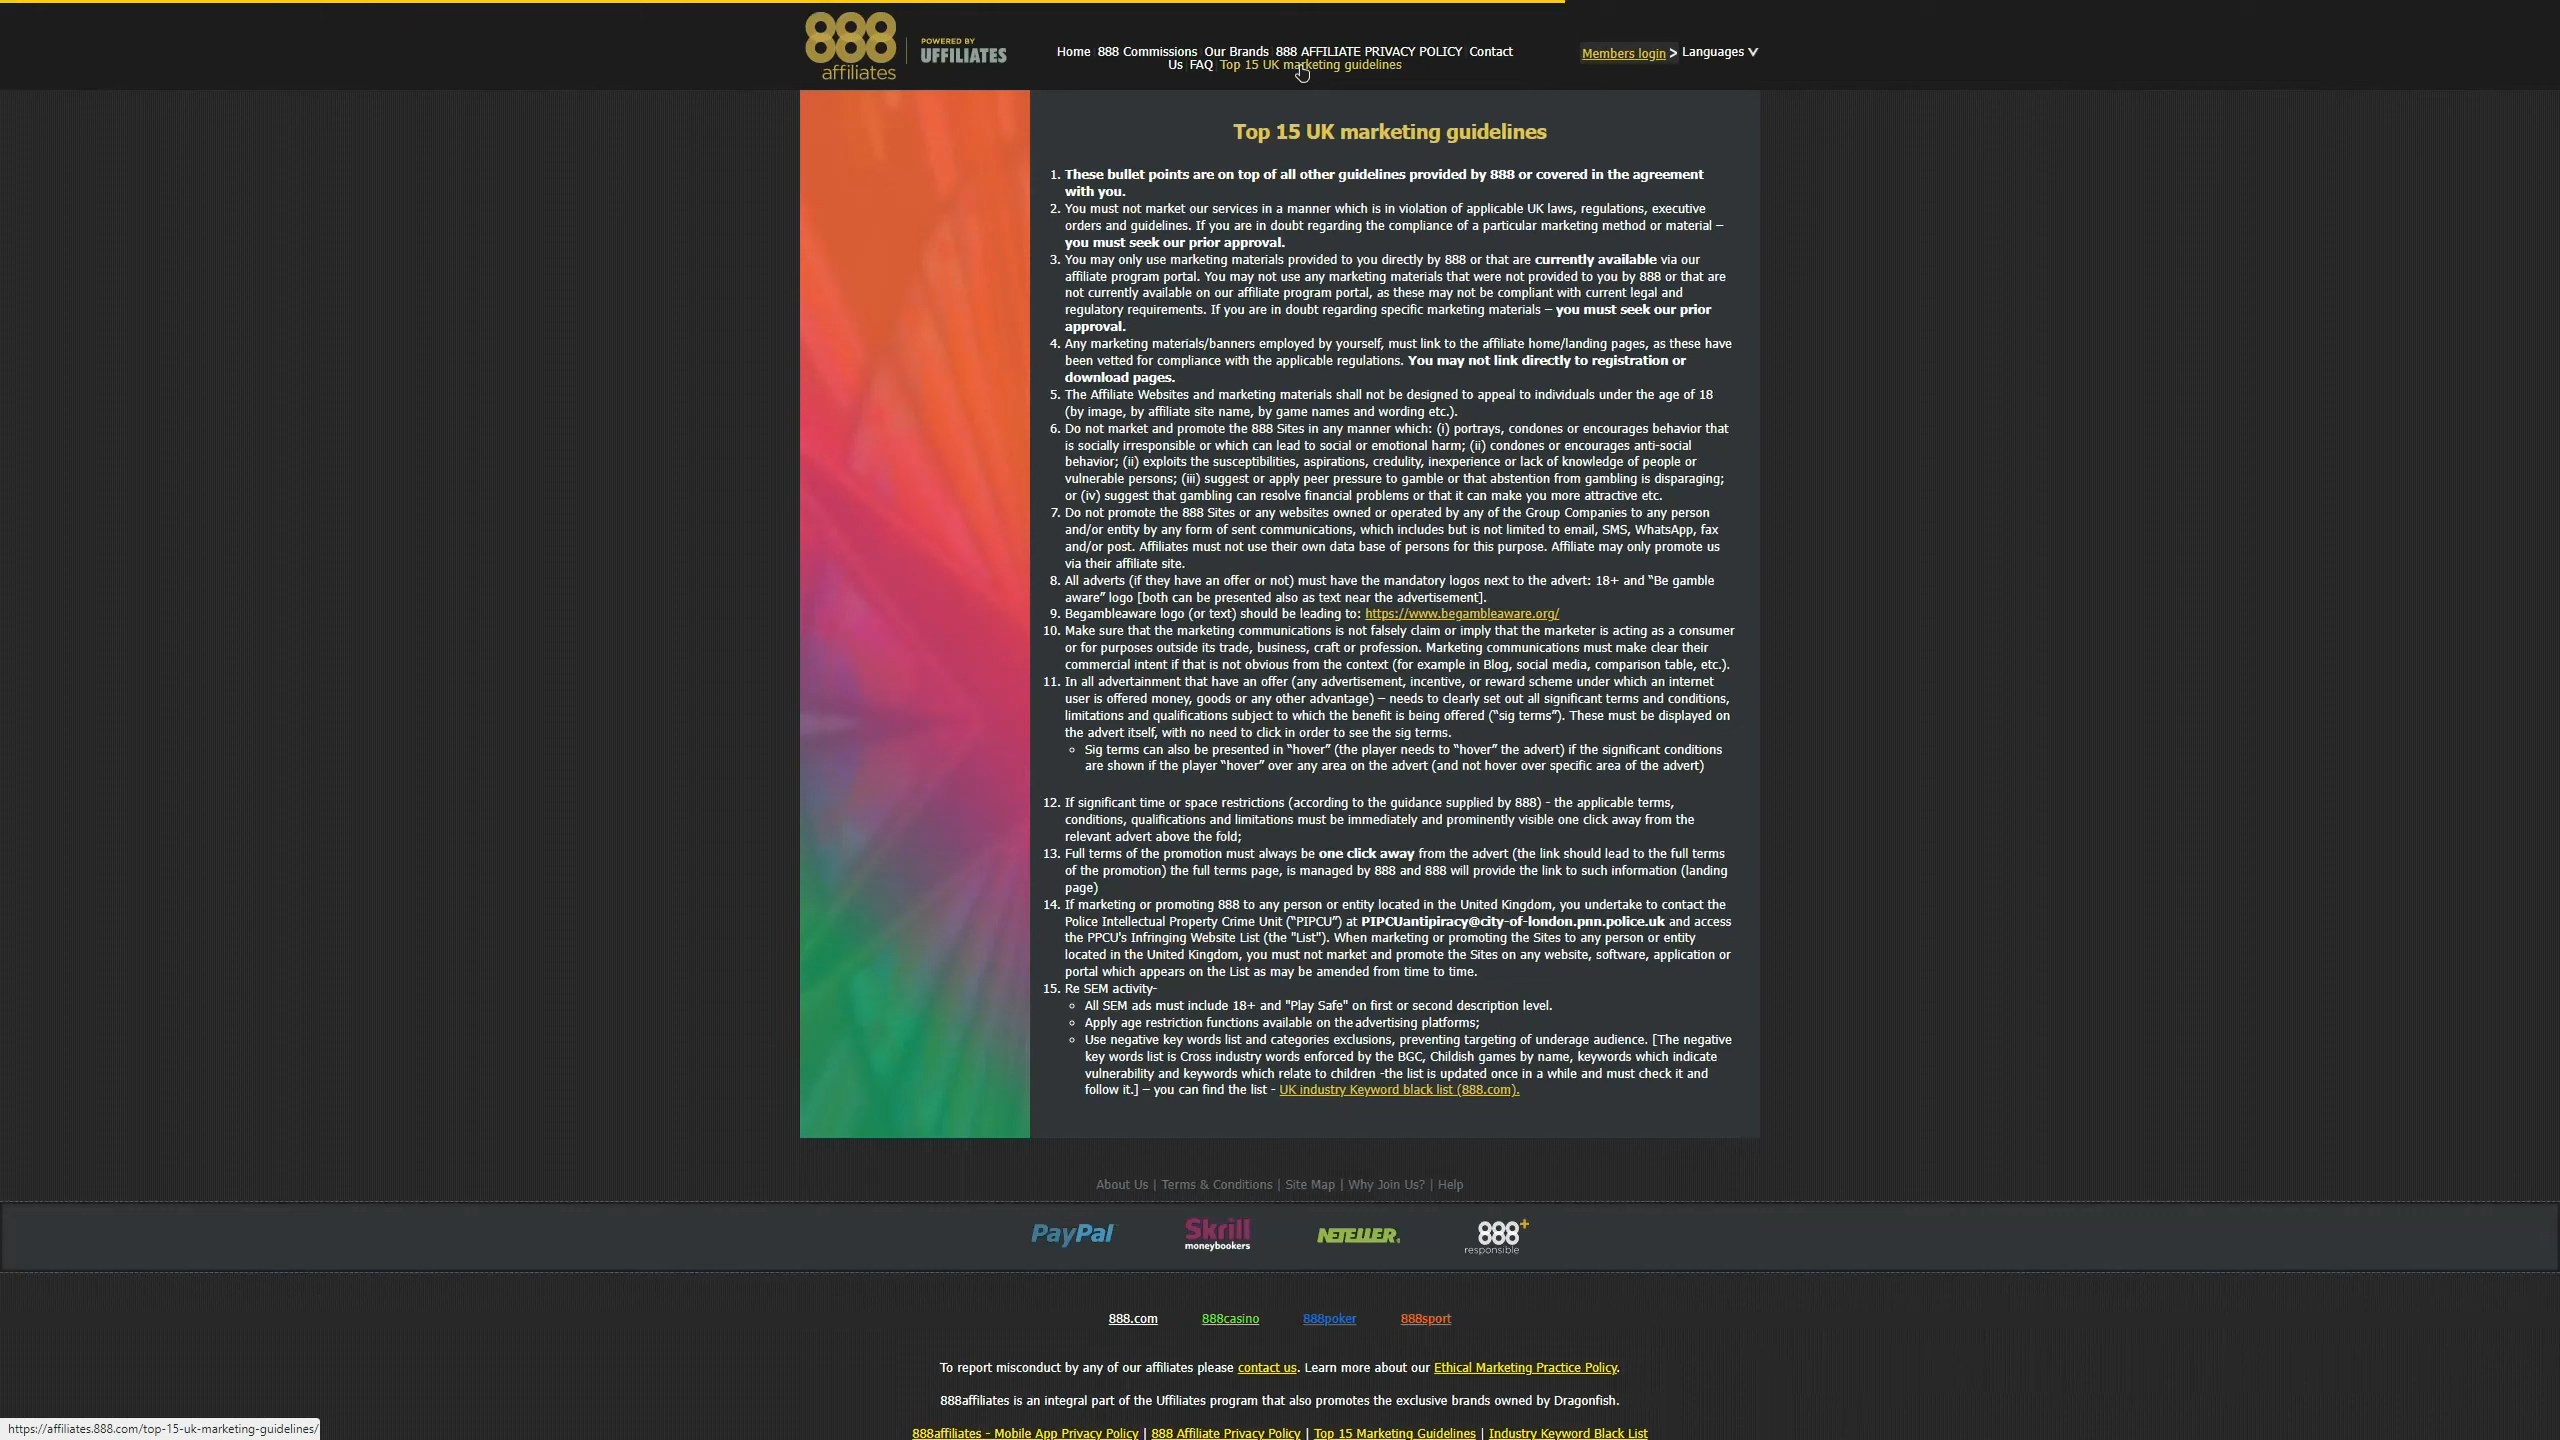 888 affiliates
POWERED BY
UFFILIATES
Home 888 Commissions Our Brands 888 AFFILIATE PRIVACY POLICY Contact
Us FAQ Top 15 UK marketing guidelines
Members login > Languages V
Top 15 UK marketing guidelines
1. These bullet points are on top of all other guidelines provided by 888 or covered in the agreement
with you.
2. You must not market our services in a manner which is in violation of applicable UK laws, regulations, executive
orders and guidelines. If you are in doubt regarding the compliance of a particular marketing method or material –
you must seek our prior approval.
3. You may only use marketing materials provided to you directly by 888 or that are currently available via our
affiliate program portal. You may not use any marketing materials that were not provided to you by 888 or that are
not currently available on our affiliate program portal, as these may not be compliant with current legal and
regulatory requirements. If you are in doubt regarding specific marketing materials – you must seek our prior
approval.
4. Any marketing materials/banners employed by yourself, must link to the affiliate home/landing pages, as these have
been vetted for compliance with the applicable regulations. You may not link directly to registration or
download pages.
5. The Affiliate Websites and marketing materials shall not be designed to appeal to individuals under the age of 18
(by image, by affiliate site name, by game names and wording etc.).
6. Do not market and promote the 888 Sites in any manner which: (i) portrays, condones or encourages behavior that
is socially irresponsible or which can lead to social or emotional harm; (ii) condones or encourages anti-social
behavior; (ii) exploits the susceptibilities, aspirations, credulity, inexperience or lack of knowledge of people or
vulnerable persons; (iii) suggest or apply peer pressure to gamble or that abstention from gambling is disparaging;
or (iv) suggest that gambling can resolve financial problems or that it can make you more attractive etc.
7. Do not promote the 888 Sites or any websites owned or operated by any of the Group Companies to any person
and/or entity by any form of sent communications, which includes but is not limited to email, SMS, WhatsApp, fax
and/or post. Affiliates must not use their own data base of persons for this purpose. Affiliate may only promote us
via their affiliate site.
8. All adverts (if they have an offer or not) must have the mandatory logos next to the advert: 18+ and “Be gamble
aware” logo [both can be presented also as text near the advertisement].
9. Begambleaware logo (or text) should be leading to: https://www.begambleaware.org/
10. Make sure that the marketing communications is not falsely claim or imply that the marketer is acting as a consumer
or for purposes outside its trade, business, craft or profession. Marketing communications must make clear their
commercial intent if that is not obvious from the context (for example in Blog, social media, comparison table, etc.).
11. In all advertainment that have an offer (any advertisement, incentive, or reward scheme under which an internet
user is offered money, goods or any other advantage) – needs to clearly set out all significant terms and conditions,
limitations and qualifications subject to which the benefit is being offered (“sig terms”). These must be displayed on
the advert itself, with no need to click in order to see the sig terms.
◦ Sig terms can also be presented in “hover” (the player needs to “hover” the advert) if the significant conditions
are shown if the player “hover” over any area on the advert (and not hover over specific area of the advert)
12. If significant time or space restrictions (according to the guidance supplied by 888) - the applicable terms,
conditions, qualifications and limitations must be immediately and prominently visible one click away from the
relevant advert above the fold;
13. Full terms of the promotion must always be one click away from the advert (the link should lead to the full terms
of the promotion) the full terms page, is managed by 888 and 888 will provide the link to such information (landing
page)
14. If marketing or promoting 888 to any person or entity located in the United Kingdom, you undertake to contact the
Police Intellectual Property Crime Unit (“PIPCU”) at PIPCUantipiracy@city-of-london.pnn.police.uk and access
the PPCU's Infringing Website List (the "List"). When marketing or promoting the Sites to any person or entity
located in the United Kingdom, you must not market and promote the Sites on any website, software, application or
portal which appears on the List as may be amended from time to time.
15. Re SEM activity-
◦ All SEM ads must include 18+ and "Play Safe" on first or second description level.
◦ Apply age restriction functions available on the advertising platforms;
◦ Use negative key words list and categories exclusions, preventing targeting of underage audience. [The negative
key words list is Cross industry words enforced by the BGC, Childish games by name, keywords which indicate
vulnerability and keywords which relate to children -the list is updated once in a while and must check it and
follow it.] – you can find the list - UK industry Keyword black list (888.com).
About Us | Terms & Conditions | Site Map | Why Join Us? | Help
PayPal Skrill moneybookers NETELLER 888+ responsible
888.com 888casino 888poker 888sport
To report misconduct by any of our affiliates please contact us. Learn more about our Ethical Marketing Practice Policy.
888affiliates is an integral part of the Uffiliates program that also promotes the exclusive brands owned by Dragonfish.
888affiliates - Mobile App Privacy Policy | 888 Affiliate Privacy Policy | Top 15 Marketing Guidelines | Industry Keyword Black List
https://affiliates.888.com/top-15-uk-marketing-guidelines/